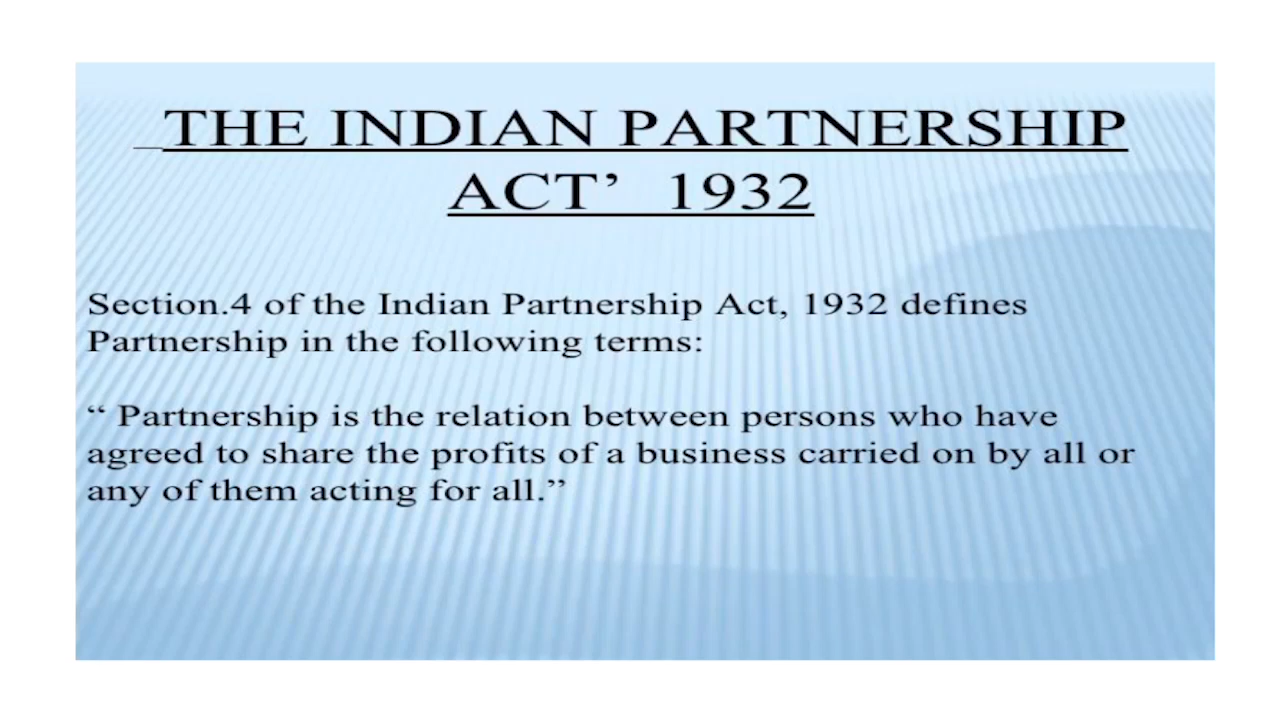 THE INDIAN PARTNERSHIP
ACT’ 1932
Section.4 of the Indian Partnership Act, 1932 defines
Partnership in the following terms:
“ Partnership is the relation between persons who have
agreed to share the profits of a business carried on by all or
any of them acting for all.”